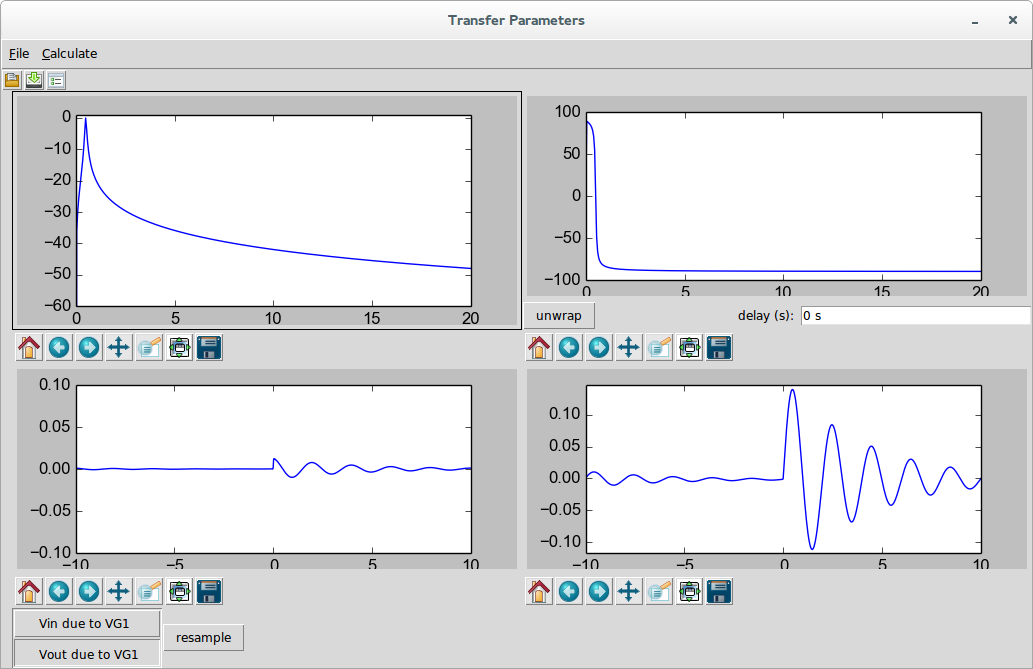 Transfer Parameters
File Calculate
0
−10
−20
−30
−40
−50
−60
0 5 10 15 20
100
50
0
−50
−100
0 5 10 15 20
unwrap delay (s): 0 s
0.10
0.05
0.00
−0.05
−0.10
−10 −5 0 5 10
0.10
0.05
0.00
−0.05
−0.10
−10 −5 0 5 10
Vin due to VG1
resample
Vout due to VG1